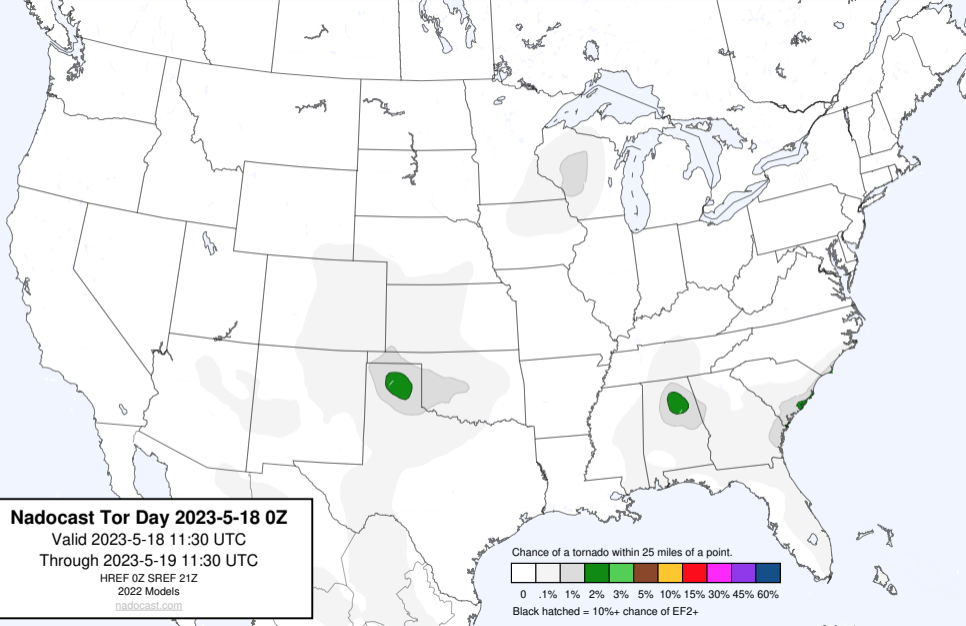 Nadocast Tor Day 2023-5-18 0Z
Valid 2023-5-18 11:30 UTC
Through 2023-5-19 11:30 UTC
HREF 0Z SREF 21Z
2022 Models
nadocast.com
Chance of a tornado within 25 miles of a point.
0 .1% 1% 2% 3% 5% 10% 15% 30% 45% 60%
Black hatched = 10%+ chance of EF2+